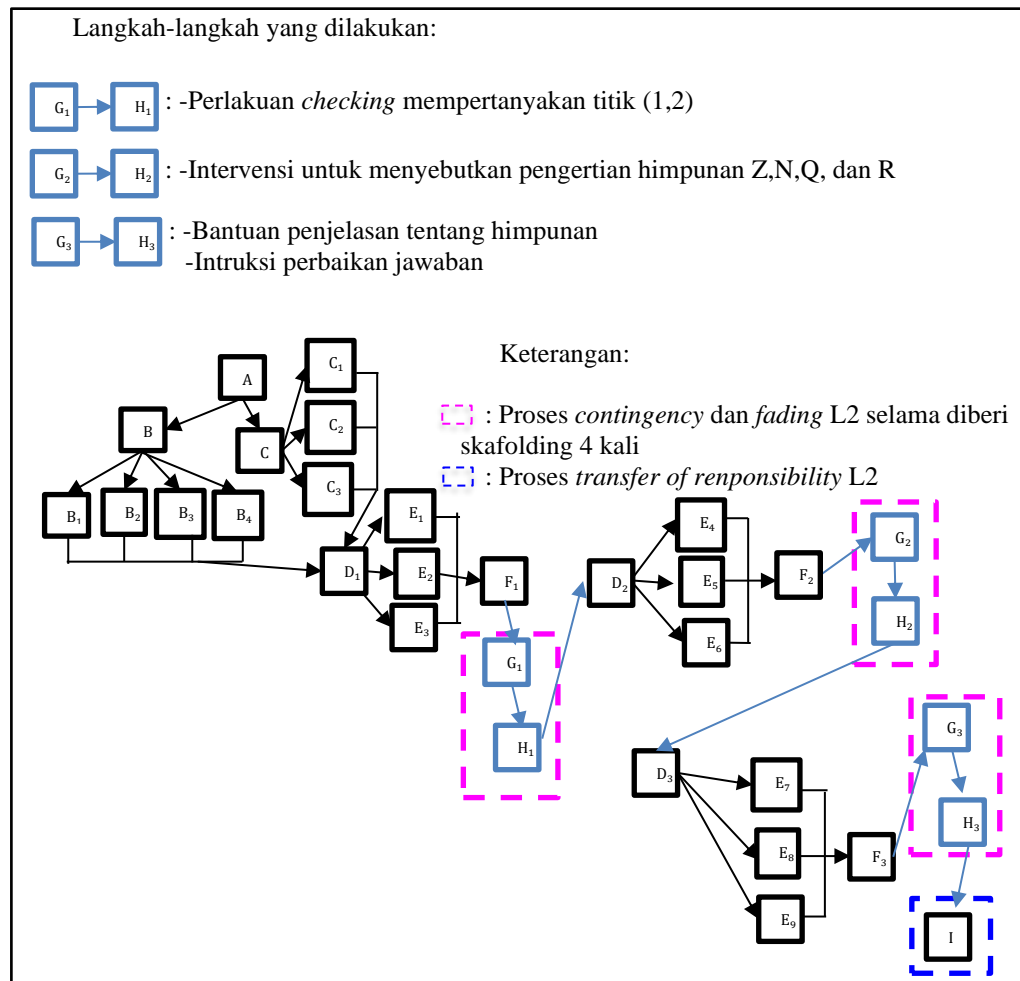 Langkah-langkah yang dilakukan:
G₁ H₁ : -Perlakuan checking mempertanyakan titik (1,2)
G₂ H₂ : -Intervensi untuk menyebutkan pengertian himpunan Z,N,Q, dan R
G₃ H₃ : -Bantuan penjelasan tentang himpunan
-Intruksi perbaikan jawaban
Keterangan:
: Proses contingency dan fading L2 selama diberi
skafolding 4 kali
: Proses transfer of renponsibility L2
A
B
C
C₁
C₂
C₃
B₁ B₂ B₃ B₄
D₁
E₁
E₂
E₃
F₁
G₁
H₁
D₂
E₄
E₅
E₆
F₂
G₂
H₂
D₃
E₇
E₈
E₉
F₃
G₃
H₃
I